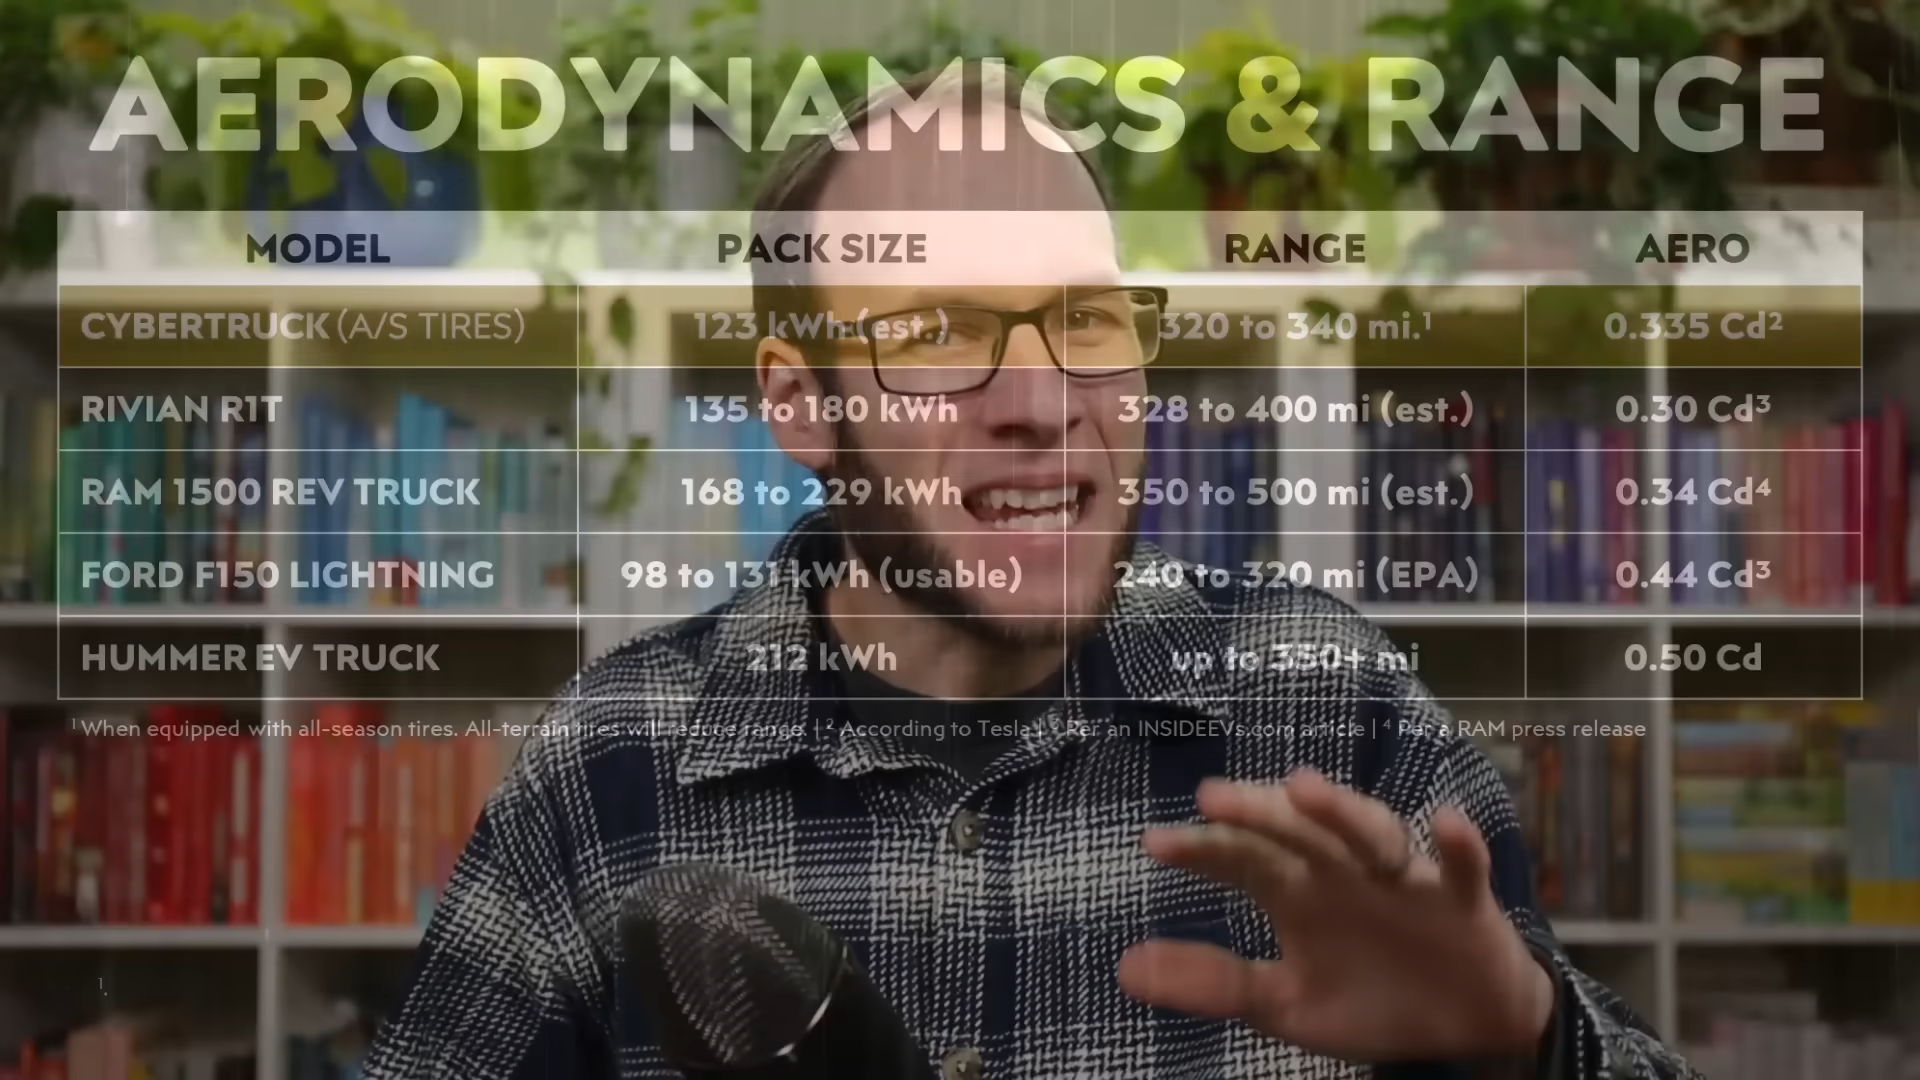 AERODYNAMICS & RANGE
MODEL PACK SIZE RANGE AERO
CYBERTRUCK (A/S TIRES) 123 kWh (est.) 320 to 340 mi.¹ 0.335 Cd²
RIVIAN R1T 135 to 180 kWh 328 to 400 mi (est.) 0.30 Cd³
RAM 1500 REV TRUCK 168 to 229 kWh 350 to 500 mi (est.) 0.34 Cd⁴
FORD F150 LIGHTNING 98 to 131 kWh (usable) 240 to 320 mi (EPA) 0.44 Cd³
HUMMER EV TRUCK 212 kWh up to 350+ mi 0.50 Cd
¹ When equipped with all-season tires. All-terrain tires will reduce range. | ² According to Tesla | ³ Per an INSIDEEVs.com article | ⁴ Per a RAM press release
¹.